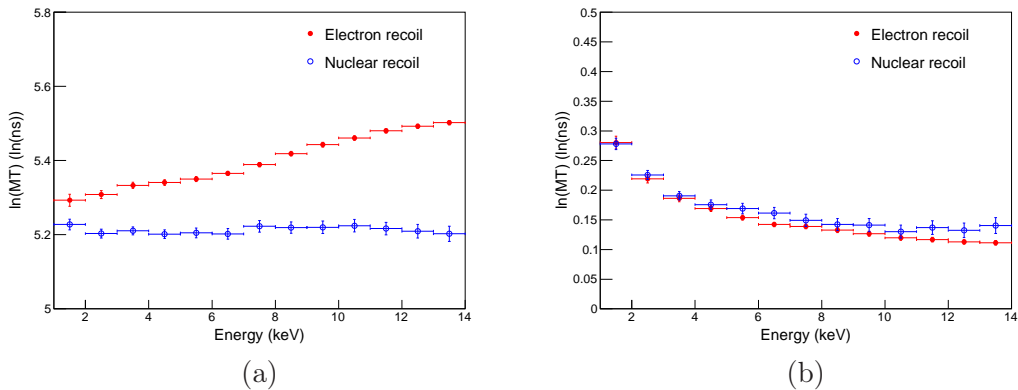 5.8
5.6
5.4
5.2
5
ln(MT) (ln(ns))
Electron recoil
Nuclear recoil
2 4 6 8 10 12 14
Energy (keV)
(a)
0.5
0.45
0.4
0.35
0.3
0.25
0.2
0.15
0.1
0.05
0
ln(MT) (ln(ns))
Electron recoil
Nuclear recoil
2 4 6 8 10 12 14
Energy (keV)
(b)